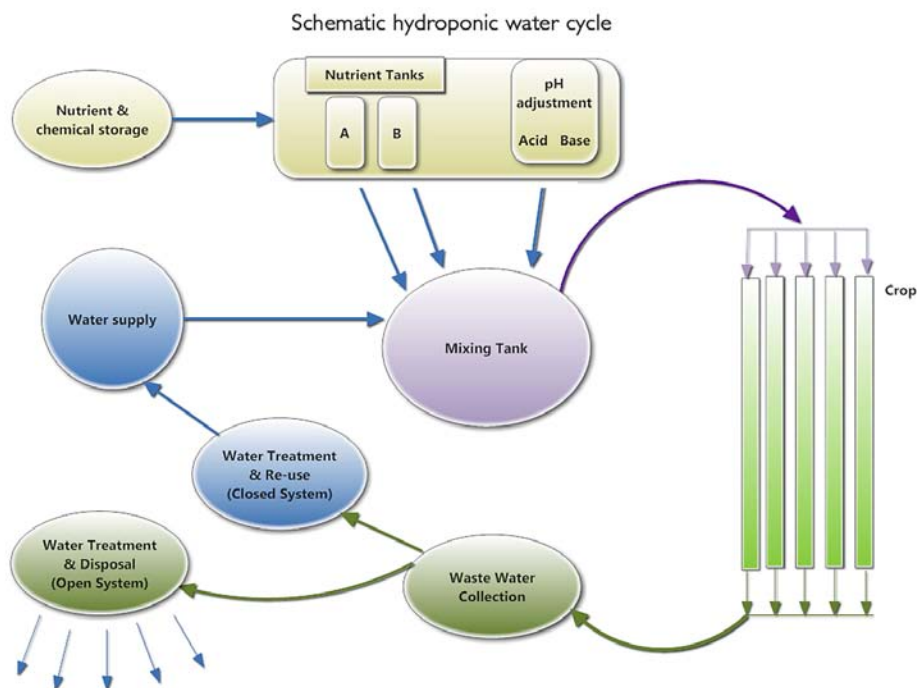 Schematic hydroponic water cycle
Nutrient Tanks
A
B
pH
adjustment
Acid Base
Nutrient &
chemical storage
Water supply
Mixing Tank
Crop
Water Treatment
& Re-use
(Closed System)
Water Treatment
& Disposal
(Open System)
Waste Water
Collection